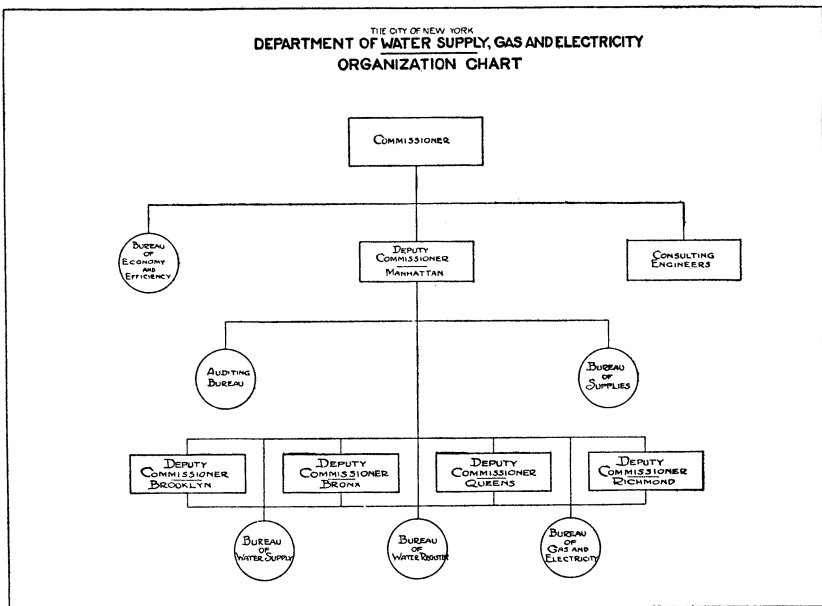 THE CITY OF NEW YORK
DEPARTMENT OF WATER SUPPLY, GAS AND ELECTRICITY
ORGANIZATION CHART
COMMISSIONER
BUREAU
OF
ECONOMY
AND
EFFICIENCY
DEPUTY
COMMISSIONER
MANHATTAN
CONSULTING
ENGINEERS
AUDITING
BUREAU
BUREAU
OF
SUPPLIES
DEPUTY
COMMISSIONER
BROOKLYN
DEPUTY
COMMISSIONER
BRONX
DEPUTY
COMMISSIONER
QUEENS
DEPUTY
COMMISSIONER
RICHMOND
BUREAU
OF
WATER SUPPLY
BUREAU
OF
WATER REGISTER
BUREAU
OF
GAS AND
ELECTRICITY